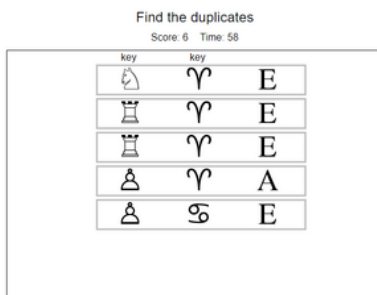 Find the duplicates
Score: 6 Time: 58
key key
♘ ♈ E
♖ ♈ E
♖ ♈ E
♙ ♈ A
♙ ♋ E